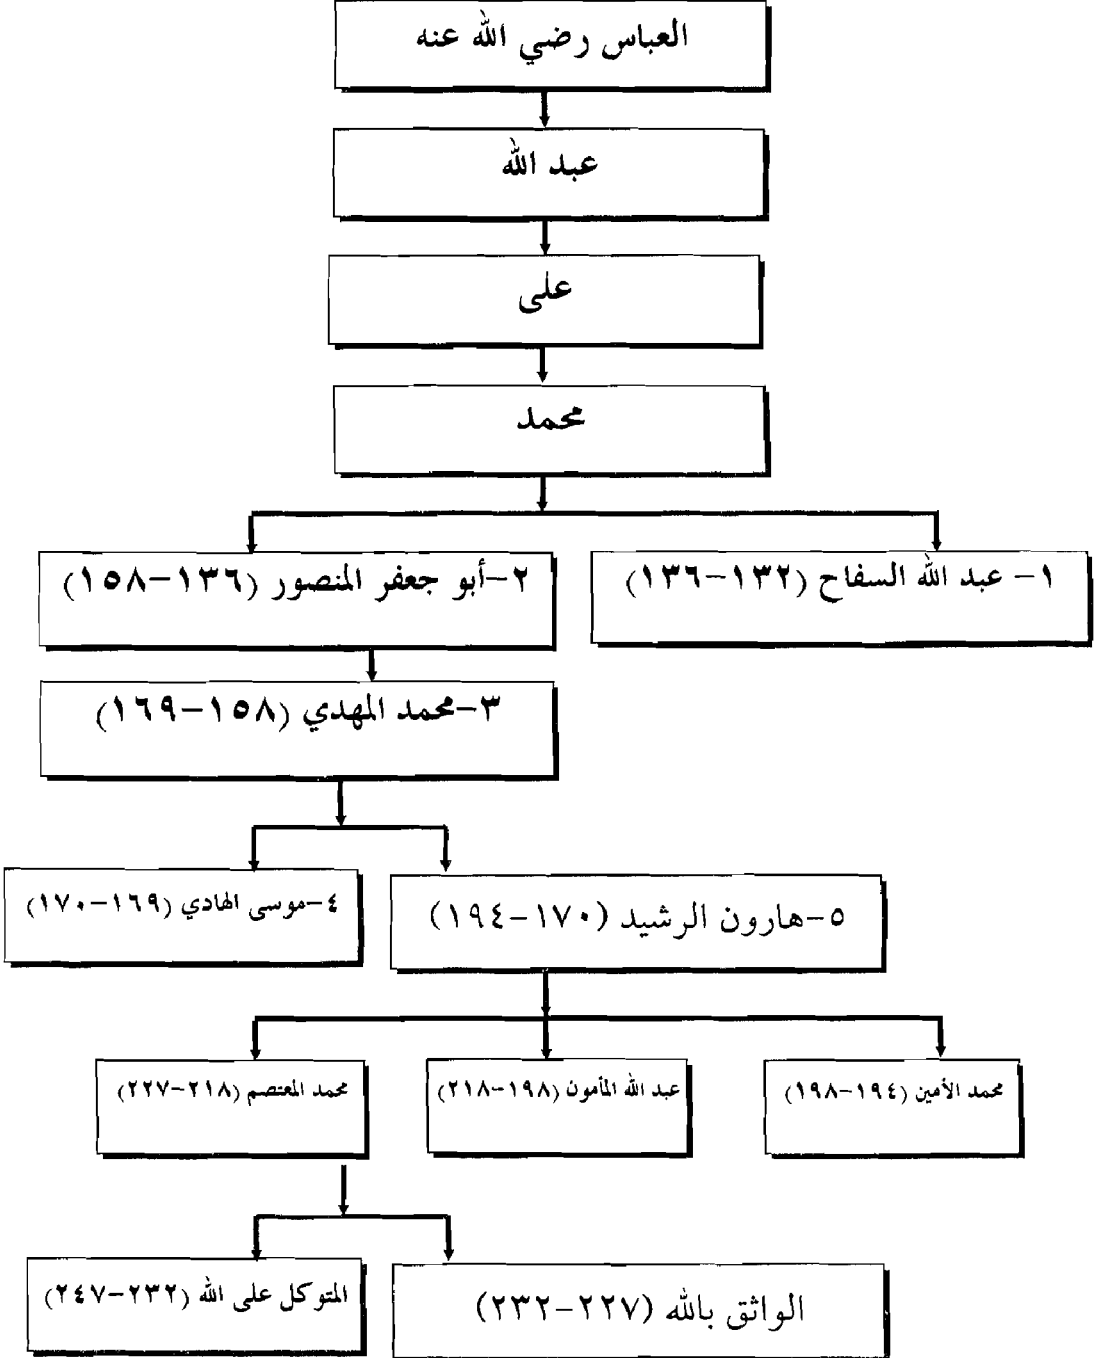 العباس رضي الله عنه
عبد الله
على
محمد
١- عبد الله السفاح (١٣٢-١٣٦)
٢-أبو جعفر المنصور (١٣٦-١٥٨)
٣-محمد المهدي (١٥٨-١٦٩)
٥-هارون الرشيد (١٧٠-١٩٤)
٤-موسى الهادي (١٦٩-١٧٠)
محمد الأمين (١٩٤-١٩٨)
عبد الله المأمون (١٩٨-٢١٨)
محمد المعتصم (٢١٨-٢٢٧)
الواثق بالله (٢٢٧-٢٣٢)
المتوكل على الله (٢٣٢-٢٤٧)